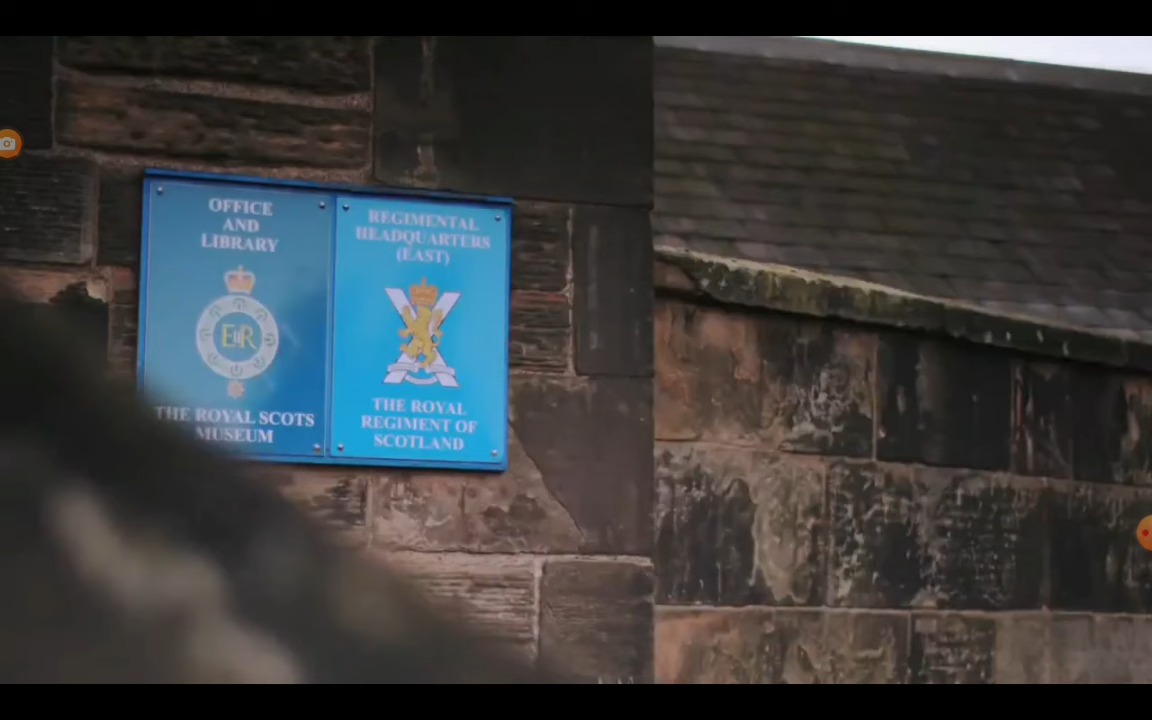 OFFICE
AND
LIBRARY
EIIR
THE ROYAL SCOTS
MUSEUM
REGIMENTAL
HEADQUARTERS
(EAST)
THE ROYAL
REGIMENT OF
SCOTLAND